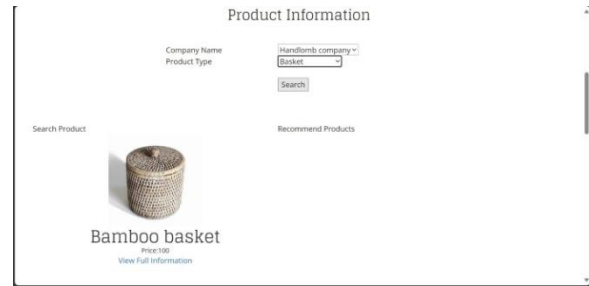 Product Information
Company Name
Handlomb company
Product Type
Basket
Search
Search Product
Recommend Products
Bamboo basket
Price:100
View Full Information